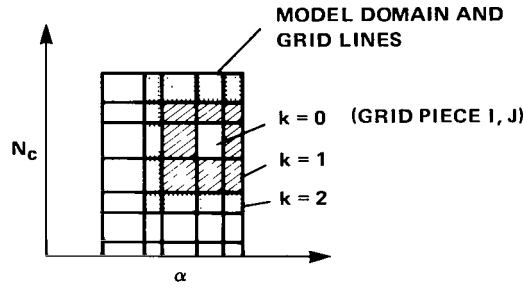 MODEL DOMAIN AND
GRID LINES
k = 0 (GRID PIECE I, J)
Nc
k = 1
k = 2
α